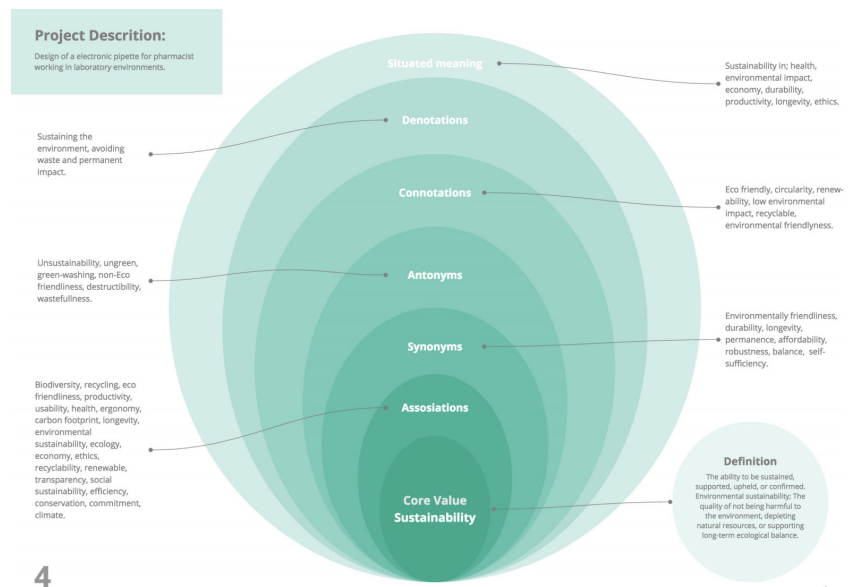 Project Descrition:
Design of a electronic pipette for pharmacist
working in laboratory environments.
Situated meaning
Sustainability in; health,
environmental impact,
economy, durability,
productivity, longevity, ethics.
Denotations
Sustaining the
environment, avoiding
waste and permanent
impact.
Connotations
Eco friendly, circularity, renew-
ability, low environmental
impact, recyclable,
environmental friendlyness.
Antonyms
Unsustainability, ungreen,
green-washing, non-Eco
friendliness, destructibility,
wastefullness.
Synonyms
Environmentally friendliness,
durability, longevity,
permanence, affordability,
robustness, balance, self-
sufficiency.
Assosiations
Biodiversity, recycling, eco
friendliness, productivity,
usability, health, ergonomy,
carbon footprint, longevity,
environmental
sustainability, ecology,
economy, ethics,
recyclability, renewable,
transparency, social
sustainability, efficiency,
conservation, commitment,
climate.
Core Value
Sustainability
Definition
The ability to be sustained,
supported, upheld, or confirmed.
Environmental sustainability; The
quality of not being harmful to
the environment, depleting
natural resources, or supporting
long-term ecological balance.
4